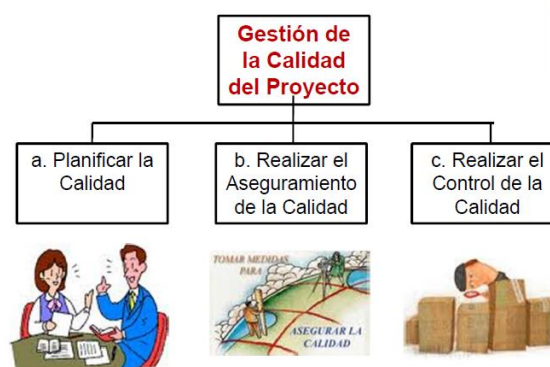 Gestión de
la Calidad
del Proyecto
a. Planificar la
Calidad
b. Realizar el
Aseguramiento
de la Calidad
c. Realizar el
Control de la
Calidad
TOMAR MEDIDAS
PARA
ASEGURAR LA
CALIDAD